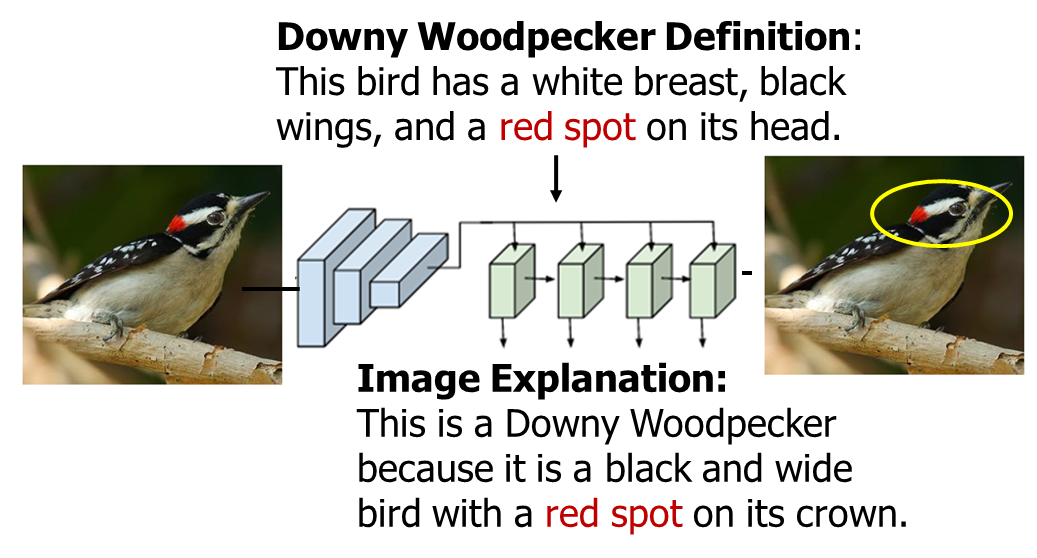 Downy Woodpecker Definition:
This bird has a white breast, black
wings, and a red spot on its head.
Image Explanation:
This is a Downy Woodpecker
because it is a black and wide
bird with a red spot on its crown.